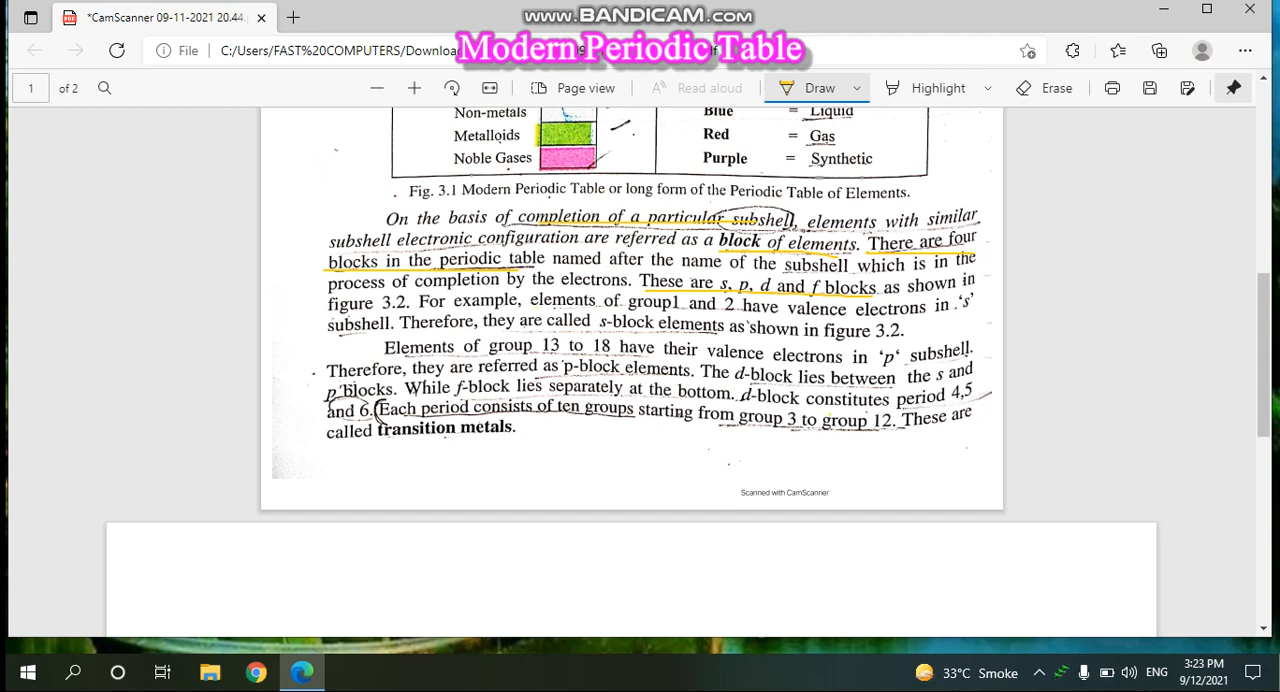 WWW.BANDICAM.COM
*CamScanner 09-11-2021 20.44.
File
C:/Users/FAST%20COMPUTERS/Downloa
Modern Periodic Table
1 of 2
Page view
Read aloud
Draw
Highlight
Erase
Non-metals
Metalloids
Noble Gases
Blue = Liquid
Red = Gas
Purple = Synthetic
Fig. 3.1 Modern Periodic Table or long form of the Periodic Table of Elements.
On the basis of completion of a particular subshell, elements with similar
subshell electronic configuration are referred as a block of elements. There are four
blocks in the periodic table named after the name of the subshell which is in the
process of completion by the electrons. These are s, p, d and f blocks as shown in
figure 3.2. For example, elements of group1 and 2 have valence electrons in 's'
subshell. Therefore, they are called s-block elements as shown in figure 3.2.
Elements of group 13 to 18 have their valence electrons in 'p' subshell.
Therefore, they are referred as p-block elements. The d-block lies between the s and
p blocks. While f-block lies separately at the bottom. d-block constitutes period 4,5
and 6. (Each period consists of ten groups starting from group 3 to group 12. These are
called transition metals.
Scanned with CamScanner
33°C Smoke
ENG
3:23 PM
9/12/2021